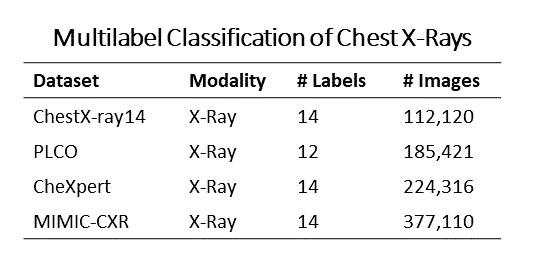 Multilabel Classification of Chest X-Rays
Dataset Modality # Labels # Images
ChestX-ray14 X-Ray 14 112,120
PLCO X-Ray 12 185,421
CheXpert X-Ray 14 224,316
MIMIC-CXR X-Ray 14 377,110